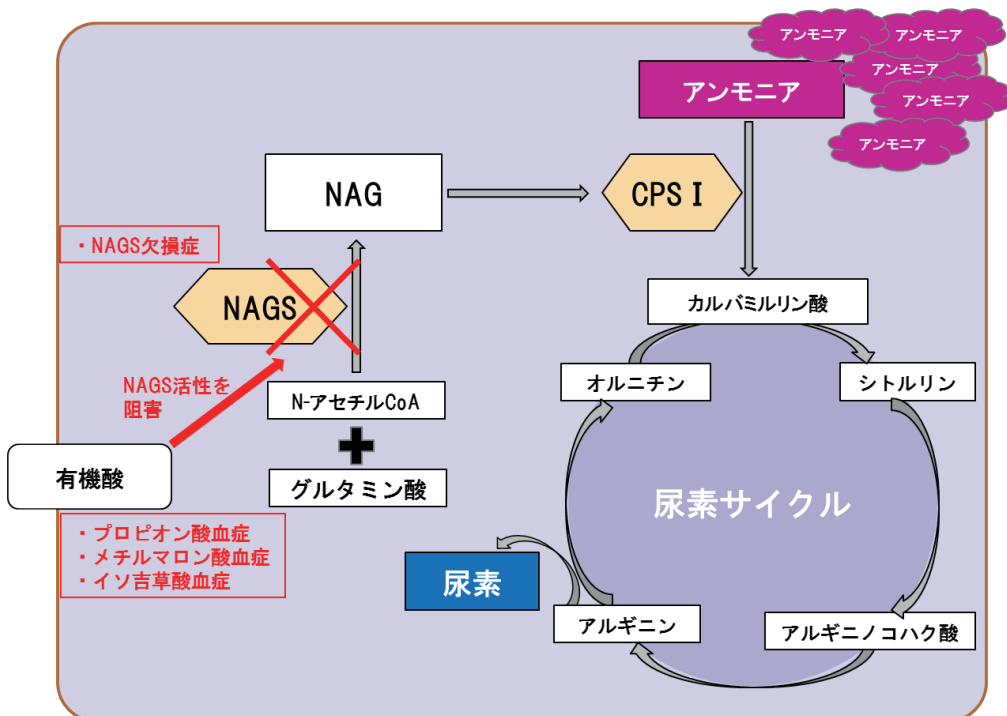 アンモニア
アンモニア
アンモニア
アンモニア
アンモニア
アンモニア
NAG
CPS Ⅰ
・NAGS欠損症
NAGS
カルバミルリン酸
NAGS活性を
阻害
N-アセチルCoA
オルニチン
シトルリン
有機酸
グルタミン酸
尿素サイクル
・プロピオン酸血症
・メチルマロン酸血症
・イソ吉草酸血症
尿素
アルギニン
アルギニノコハク酸